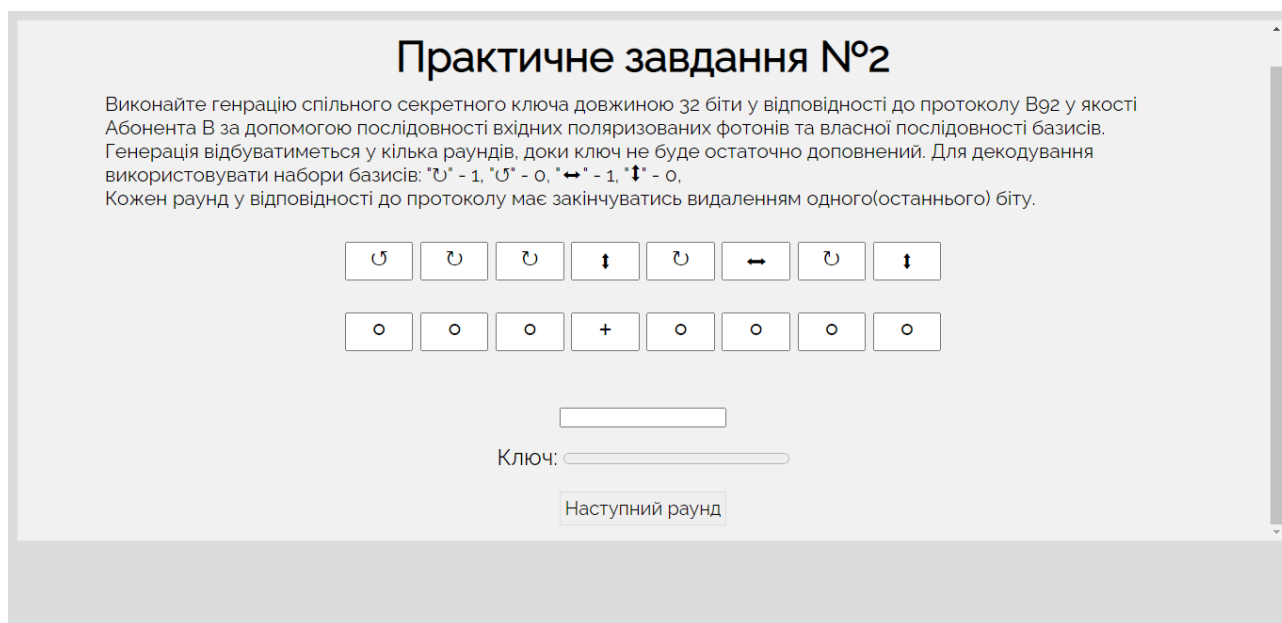 Практичне завдання №2
Виконайте генрацію спільного секретного ключа довжиною 32 біти у відповідності до протоколу B92 у якості
Абонента В за допомогою послідовності вхідних поляризованих фотонів та власної послідовності базисів.
Генерація відбуватиметься у кілька раундів, доки ключ не буде остаточно доповнений. Для декодування
використовувати набори базисів: "↻" - 1, "↺" - 0, "↔" - 1, "↕" - 0,
Кожен раунд у відповідності до протоколу має закінчуватись видаленням одного(останнього) біту.
↺ ↻ ↻ ↕ ↻ ↔ ↻ ↕
○ ○ ○ + ○ ○ ○ ○
Ключ:
Наступний раунд